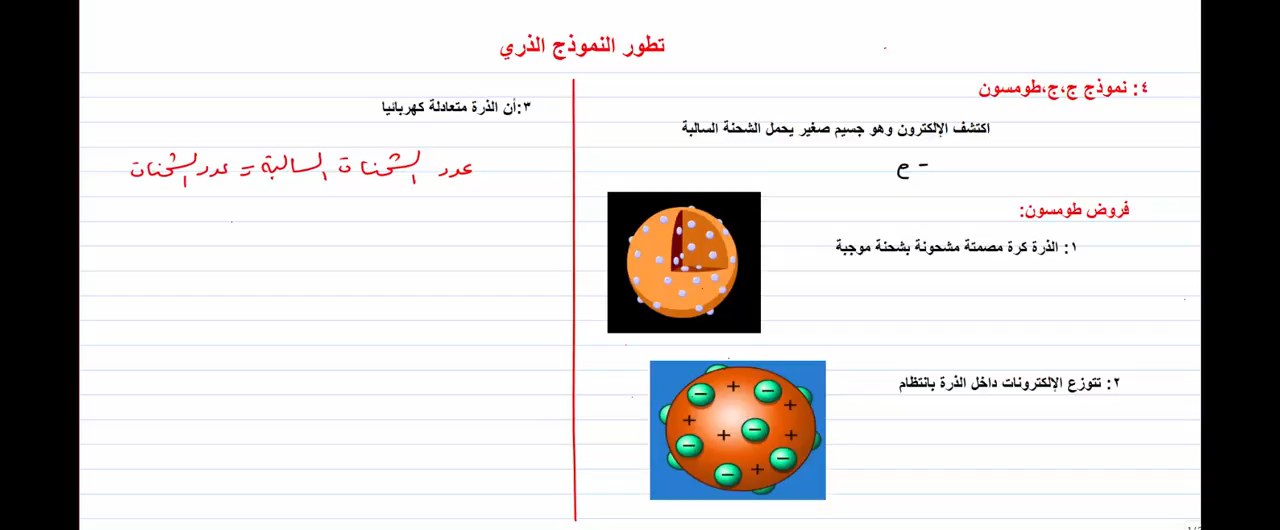 تطور النموذج الذري
٤: نموذج ج،ج،طومسون
اكتشف الإلكترون وهو جسيم صغير يحمل الشحنة السالبة
e -
فروض طومسون:
١: الذرة كرة مصمتة مشحونة بشحنة موجبة
٢: تتوزع الإلكترونات داخل الذرة بانتظام
٣:أن الذرة متعادلة كهربائيا
عدد الشحنات السالبة = عدد الشحنات